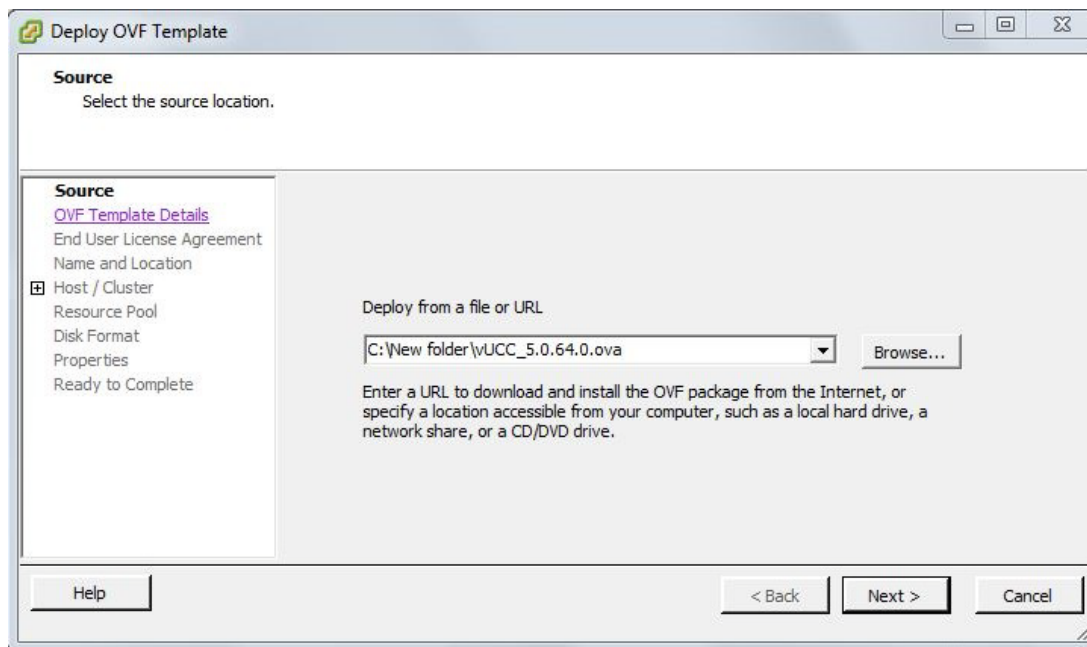 Deploy OVF Template
Source
Select the source location.
Source
OVF Template Details
End User License Agreement
Name and Location
Host / Cluster
Resource Pool
Disk Format
Properties
Ready to Complete
Deploy from a file or URL
C:\New folder\vUCC_5.0.64.0.ova
Browse...
Enter a URL to download and install the OVF package from the Internet, or
specify a location accessible from your computer, such as a local hard drive, a
network share, or a CD/DVD drive.
Help
< Back
Next >
Cancel